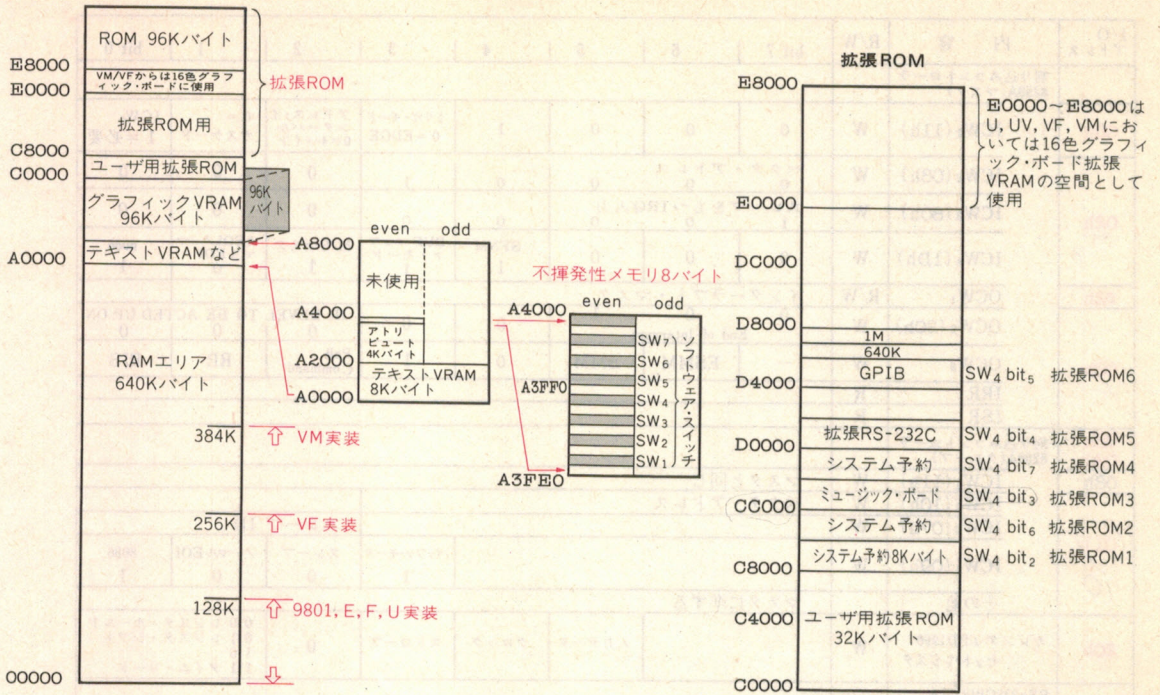 ROM 96Kバイト
E8000
VM/VFからは16色グラフ
ィック・ボードに使用
E0000
拡張ROM
拡張ROM用
C8000
ユーザ用拡張ROM
C0000
グラフィックVRAM
96Kバイト
96K
バイト
テキストVRAMなど
A0000
RAMエリア
640Kバイト
384K
VM実装
256K
VF実装
128K
9801, E, F, U実装
00000
even odd
A8000
未使用
A4000
アトリ
ビュート
4Kバイト
A2000
テキストVRAM
8Kバイト
A0000
不揮発性メモリ8バイト
even odd
A4000
SW7
SW6
SW5
A3FF0
SW4
SW3
SW2
SW1
ソフトウェア・スイッチ
A3FE0
拡張ROM
E8000
E0000〜E8000は
U, UV, VF, VMにお
いては16色グラフィ
ック・ボード拡張
VRAMの空間として
使用
E0000
DC000
D8000
1M
640K
GPIB SW4 bit5 拡張ROM6
D4000
拡張RS-232C SW4 bit4 拡張ROM5
D0000
システム予約 SW4 bit7 拡張ROM4
ミュージック・ボード SW4 bit3 拡張ROM3
CC000
システム予約 SW4 bit6 拡張ROM2
システム予約8Kバイト SW4 bit2 拡張ROM1
C8000
C4000
ユーザ用拡張ROM
32Kバイト
C0000